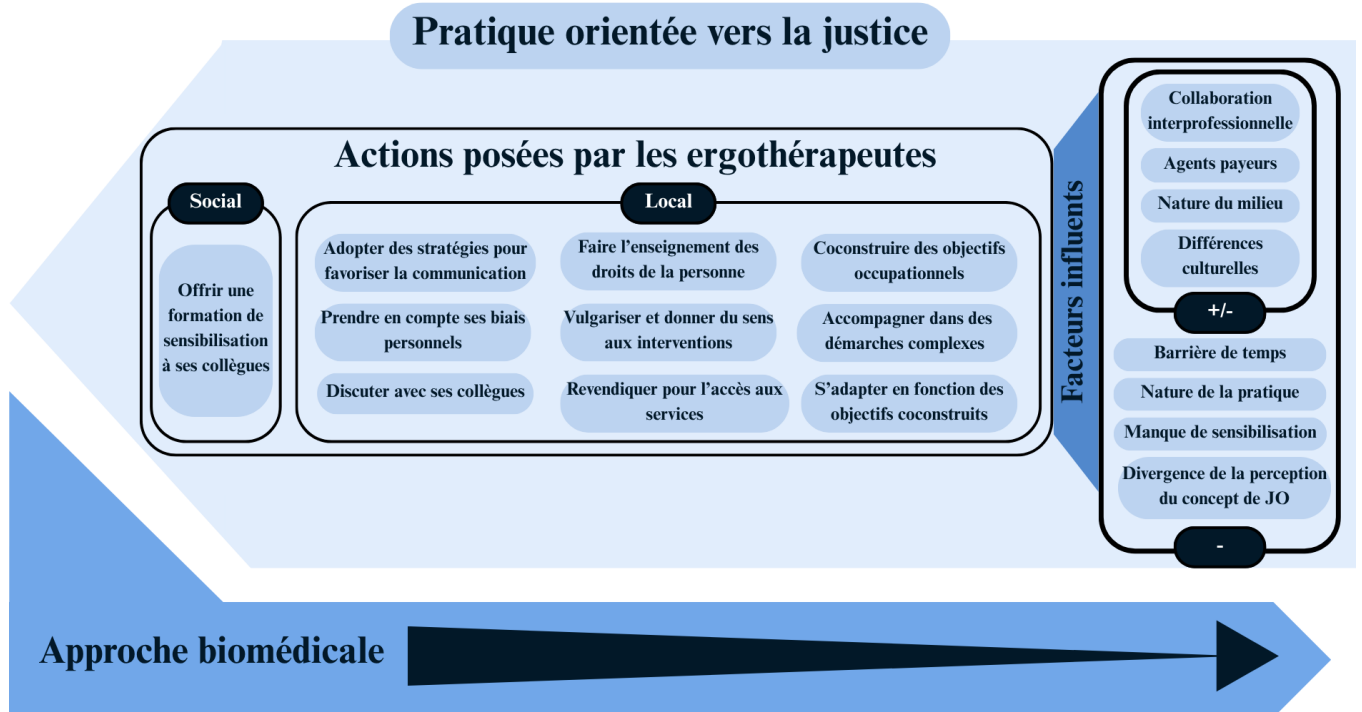 Pratique orientée vers la justice
Actions posées par les ergothérapeutes
Social
Offrir une
formation de
sensibilisation
à ses collègues
Local
Adopter des stratégies pour
favoriser la communication
Faire l’enseignement des
droits de la personne
Coconstruire des objectifs
occupationnels
Prendre en compte ses biais
personnels
Vulgariser et donner du sens
aux interventions
Accompagner dans des
démarches complexes
Discuter avec ses collègues
Revendiquer pour l’accès aux
services
S’adapter en fonction des
objectifs coconstruits
Facteurs influents
Collaboration
interprofessionnelle
Agents payeurs
Nature du milieu
Différences
culturelles
+/-
Barrière de temps
Nature de la pratique
Manque de sensibilisation
Divergence de la perception
du concept de JO
-
Approche biomédicale